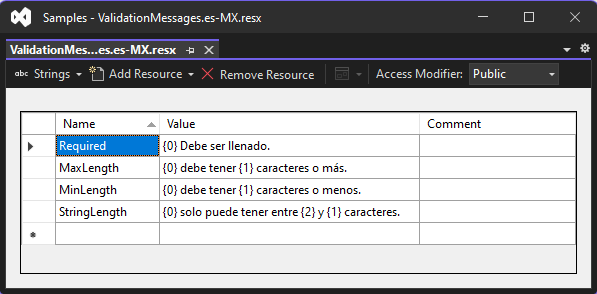 Samples - ValidationMessages.es-MX.resx
ValidationMes...es.es-MX.resx
abc Strings Add Resource Remove Resource Access Modifier: Public
Name Value Comment
Required {0} Debe ser llenado.
MaxLength {0} debe tener {1} caracteres o más.
MinLength {0} debe tener {1} caracteres o menos.
StringLength {0} solo puede tener entre {2} y {1} caracteres.